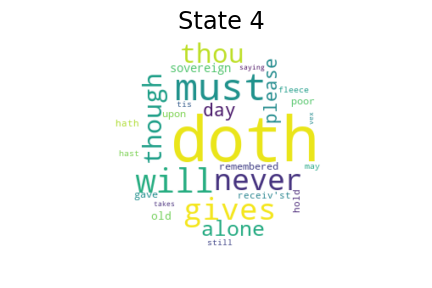 State 4
thou
sovereign
saying
must
please
fleece
tis
poor
though
upon
day
ves
hath
doth
hast
remembered
may
will
never
gave
receiv'st
hold
takes
gives
old
alone
still